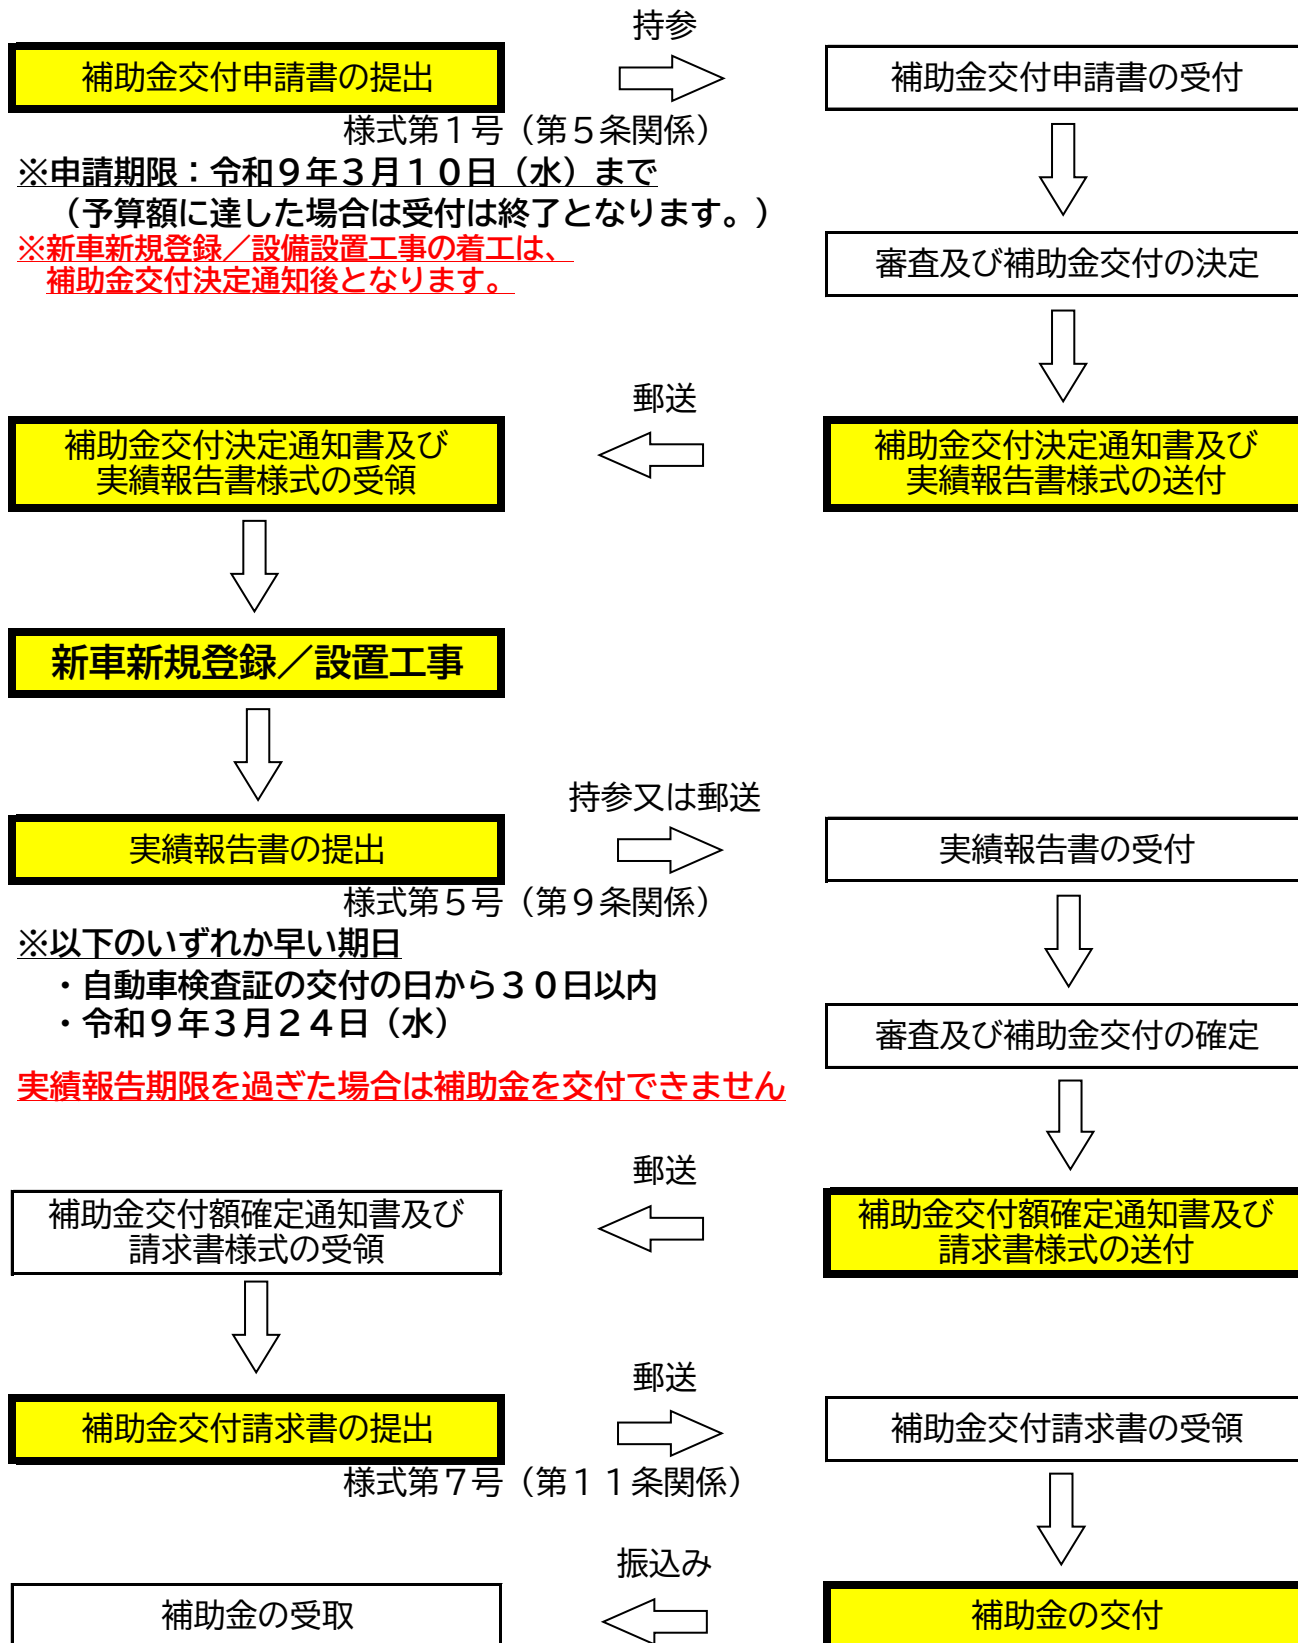 持参
補助金交付申請書の提出
補助金交付申請書の受付
様式第１号（第５条関係）
※申請期限：令和９年３月１０日（水）まで
（予算額に達した場合は受付は終了となります。）
※新車新規登録／設備設置工事の着工は、
補助金交付決定通知後となります。
審査及び補助金交付の決定
郵送
補助金交付決定通知書及び
実績報告書様式の受領
補助金交付決定通知書及び
実績報告書様式の送付
新車新規登録／設置工事
持参又は郵送
実績報告書の提出
実績報告書の受付
様式第５号（第９条関係）
※以下のいずれか早い期日
・自動車検査証の交付の日から３０日以内
・令和９年３月２４日（水）
審査及び補助金交付の確定
実績報告期限を過ぎた場合は補助金を交付できません
郵送
補助金交付額確定通知書及び
請求書様式の受領
補助金交付額確定通知書及び
請求書様式の送付
郵送
補助金交付請求書の提出
補助金交付請求書の受領
様式第７号（第１１条関係）
振込み
補助金の受取
補助金の交付